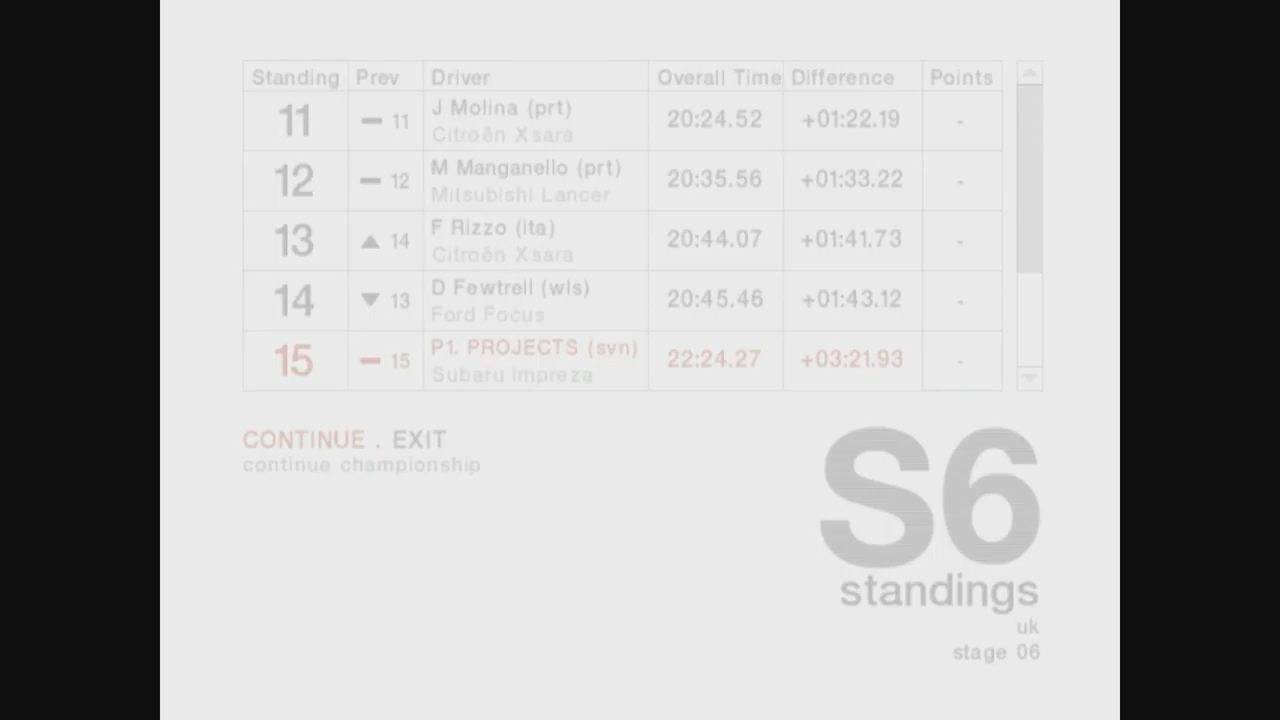 Standing Prev Driver Overall Time Difference Points
11 11 J Molina (prt) 20:24.52 +01:22.19 -
Citroën Xsara
12 12 M Manganello (prt) 20:35.56 +01:33.22 -
Mitsubishi Lancer
13 14 F Rizzo (ita) 20:44.07 +01:41.73 -
Citroën Xsara
14 13 D Fewtrell (wls) 20:45.46 +01:43.12 -
Ford Focus
15 15 P1. PROJECTS (svn) 22:24.27 +03:21.93 -
Subaru Impreza
CONTINUE . EXIT
continue championship
S6
standings
uk
stage 06